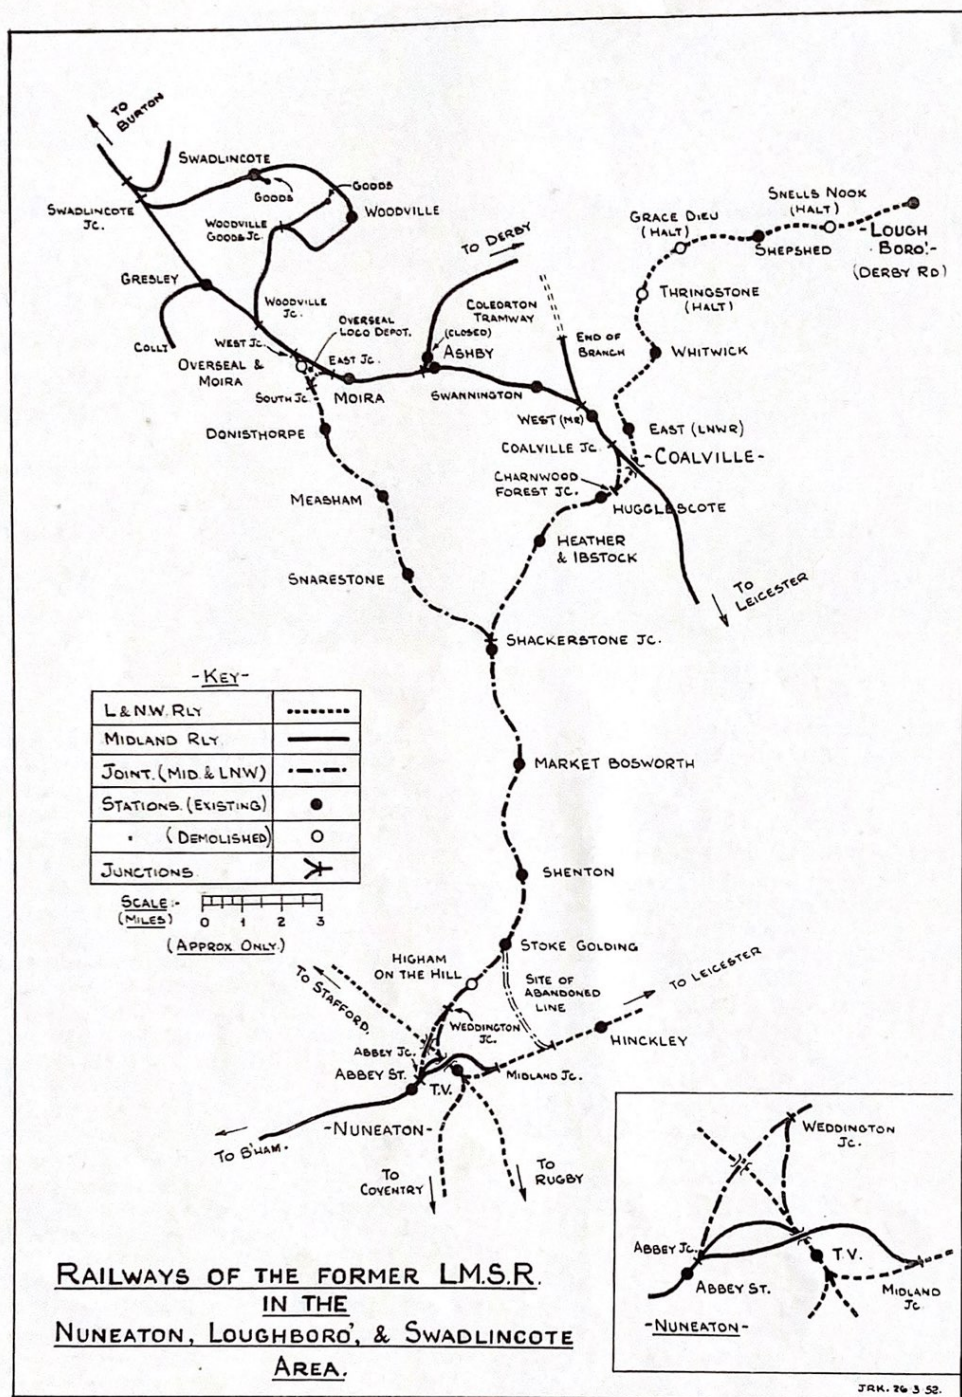 TO
BURTON
SWADLINCOTE
GOODS
GOODS
SWADLINCOTE
JC.
WOODVILLE
GOODS JC.
WOODVILLE
SNELLS NOOK
(HALT)
GRACE DIEU
(HALT)
SHEPSHED
-LOUGH
BORO'.-
(DERBY RD)
TO DERBY
GRESLEY
COLLY
WOODVILLE
JC.
OVERSEAL
LOCO DEPOT.
WEST JC.
OVERSEAL &
MOIRA
EAST JC.
SOUTH JC.
MOIRA
COLEORTON
TRAMWAY
(CLOSED)
ASHBY
END OF
BRANCH
THRINGSTONE
(HALT)
WHITWICK
SWANNINGTON
WEST (MR)
EAST (LNWR)
COALVILLE JC.
-COALVILLE-
DONISTHORPE
CHARNWOOD
FOREST JC.
HUGGLESCOTE
MEASHAM
HEATHER
& IBSTOCK
SNARESTONE
TO
LEICESTER
SHACKERSTONE JC.
-KEY-
L & N.W. RLY
MIDLAND RLY.
JOINT. (MID. & LNW)
STATIONS. (EXISTING)
" (DEMOLISHED)
JUNCTIONS.
SCALE:-
(MILES)
0 1 2 3
(APPROX ONLY.)
MARKET BOSWORTH
SHENTON
STOKE GOLDING
HIGHAM
ON THE HILL
SITE OF
ABANDONED
LINE
TO LEICESTER
TO STAFFORD.
WEDDINGTON
JC.
HINCKLEY
ABBEY JC.
ABBEY ST.
T.V.
MIDLAND JC.
-NUNEATON-
TO B'HAM.
TO
COVENTRY
TO
RUGBY
WEDDINGTON
JC.
ABBEY JC.
ABBEY ST.
T.V.
MIDLAND
JC.
-NUNEATON-
RAILWAYS OF THE FORMER L.M.S.R.
IN THE
NUNEATON, LOUGHBORO', & SWADLINCOTE
AREA.
JRK. 26 3 52.